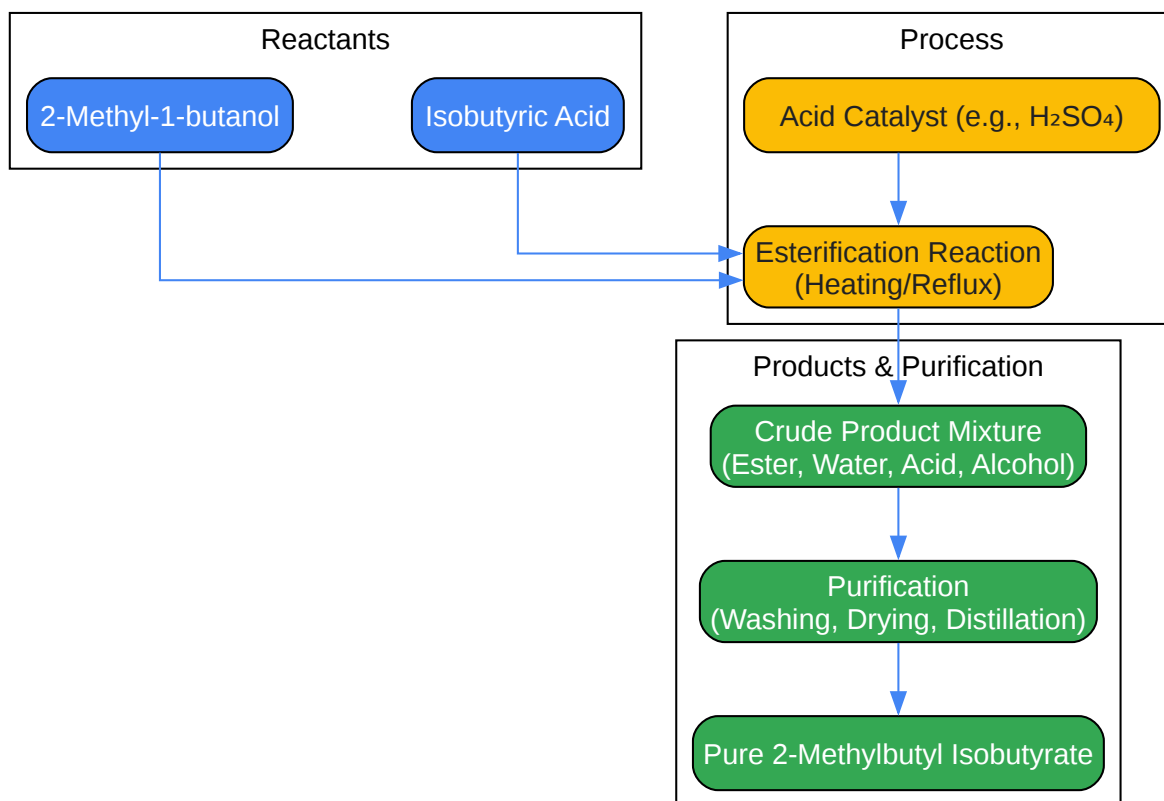 Reactants
2-Methyl-1-butanol
Isobutyric Acid
Process
Acid Catalyst (e.g., H₂SO₄)
Esterification Reaction
(Heating/Reflux)
Products & Purification
Crude Product Mixture
(Ester, Water, Acid, Alcohol)
Purification
(Washing, Drying, Distillation)
Pure 2-Methylbutyl Isobutyrate